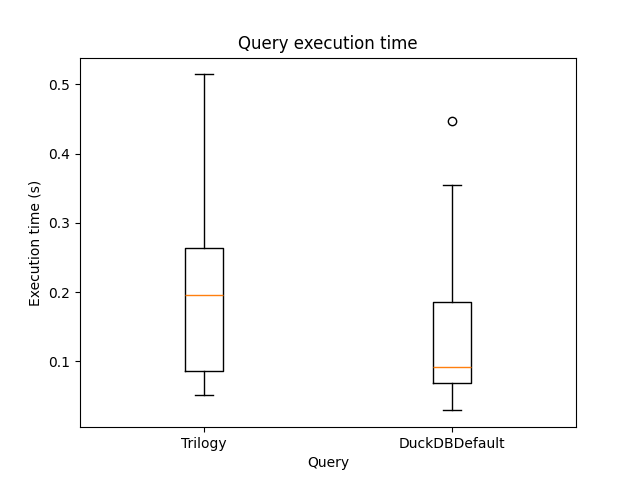 Query execution time
Execution time (s)
0.5
0.4
0.3
0.2
0.1
Trilogy
DuckDBDefault
Query